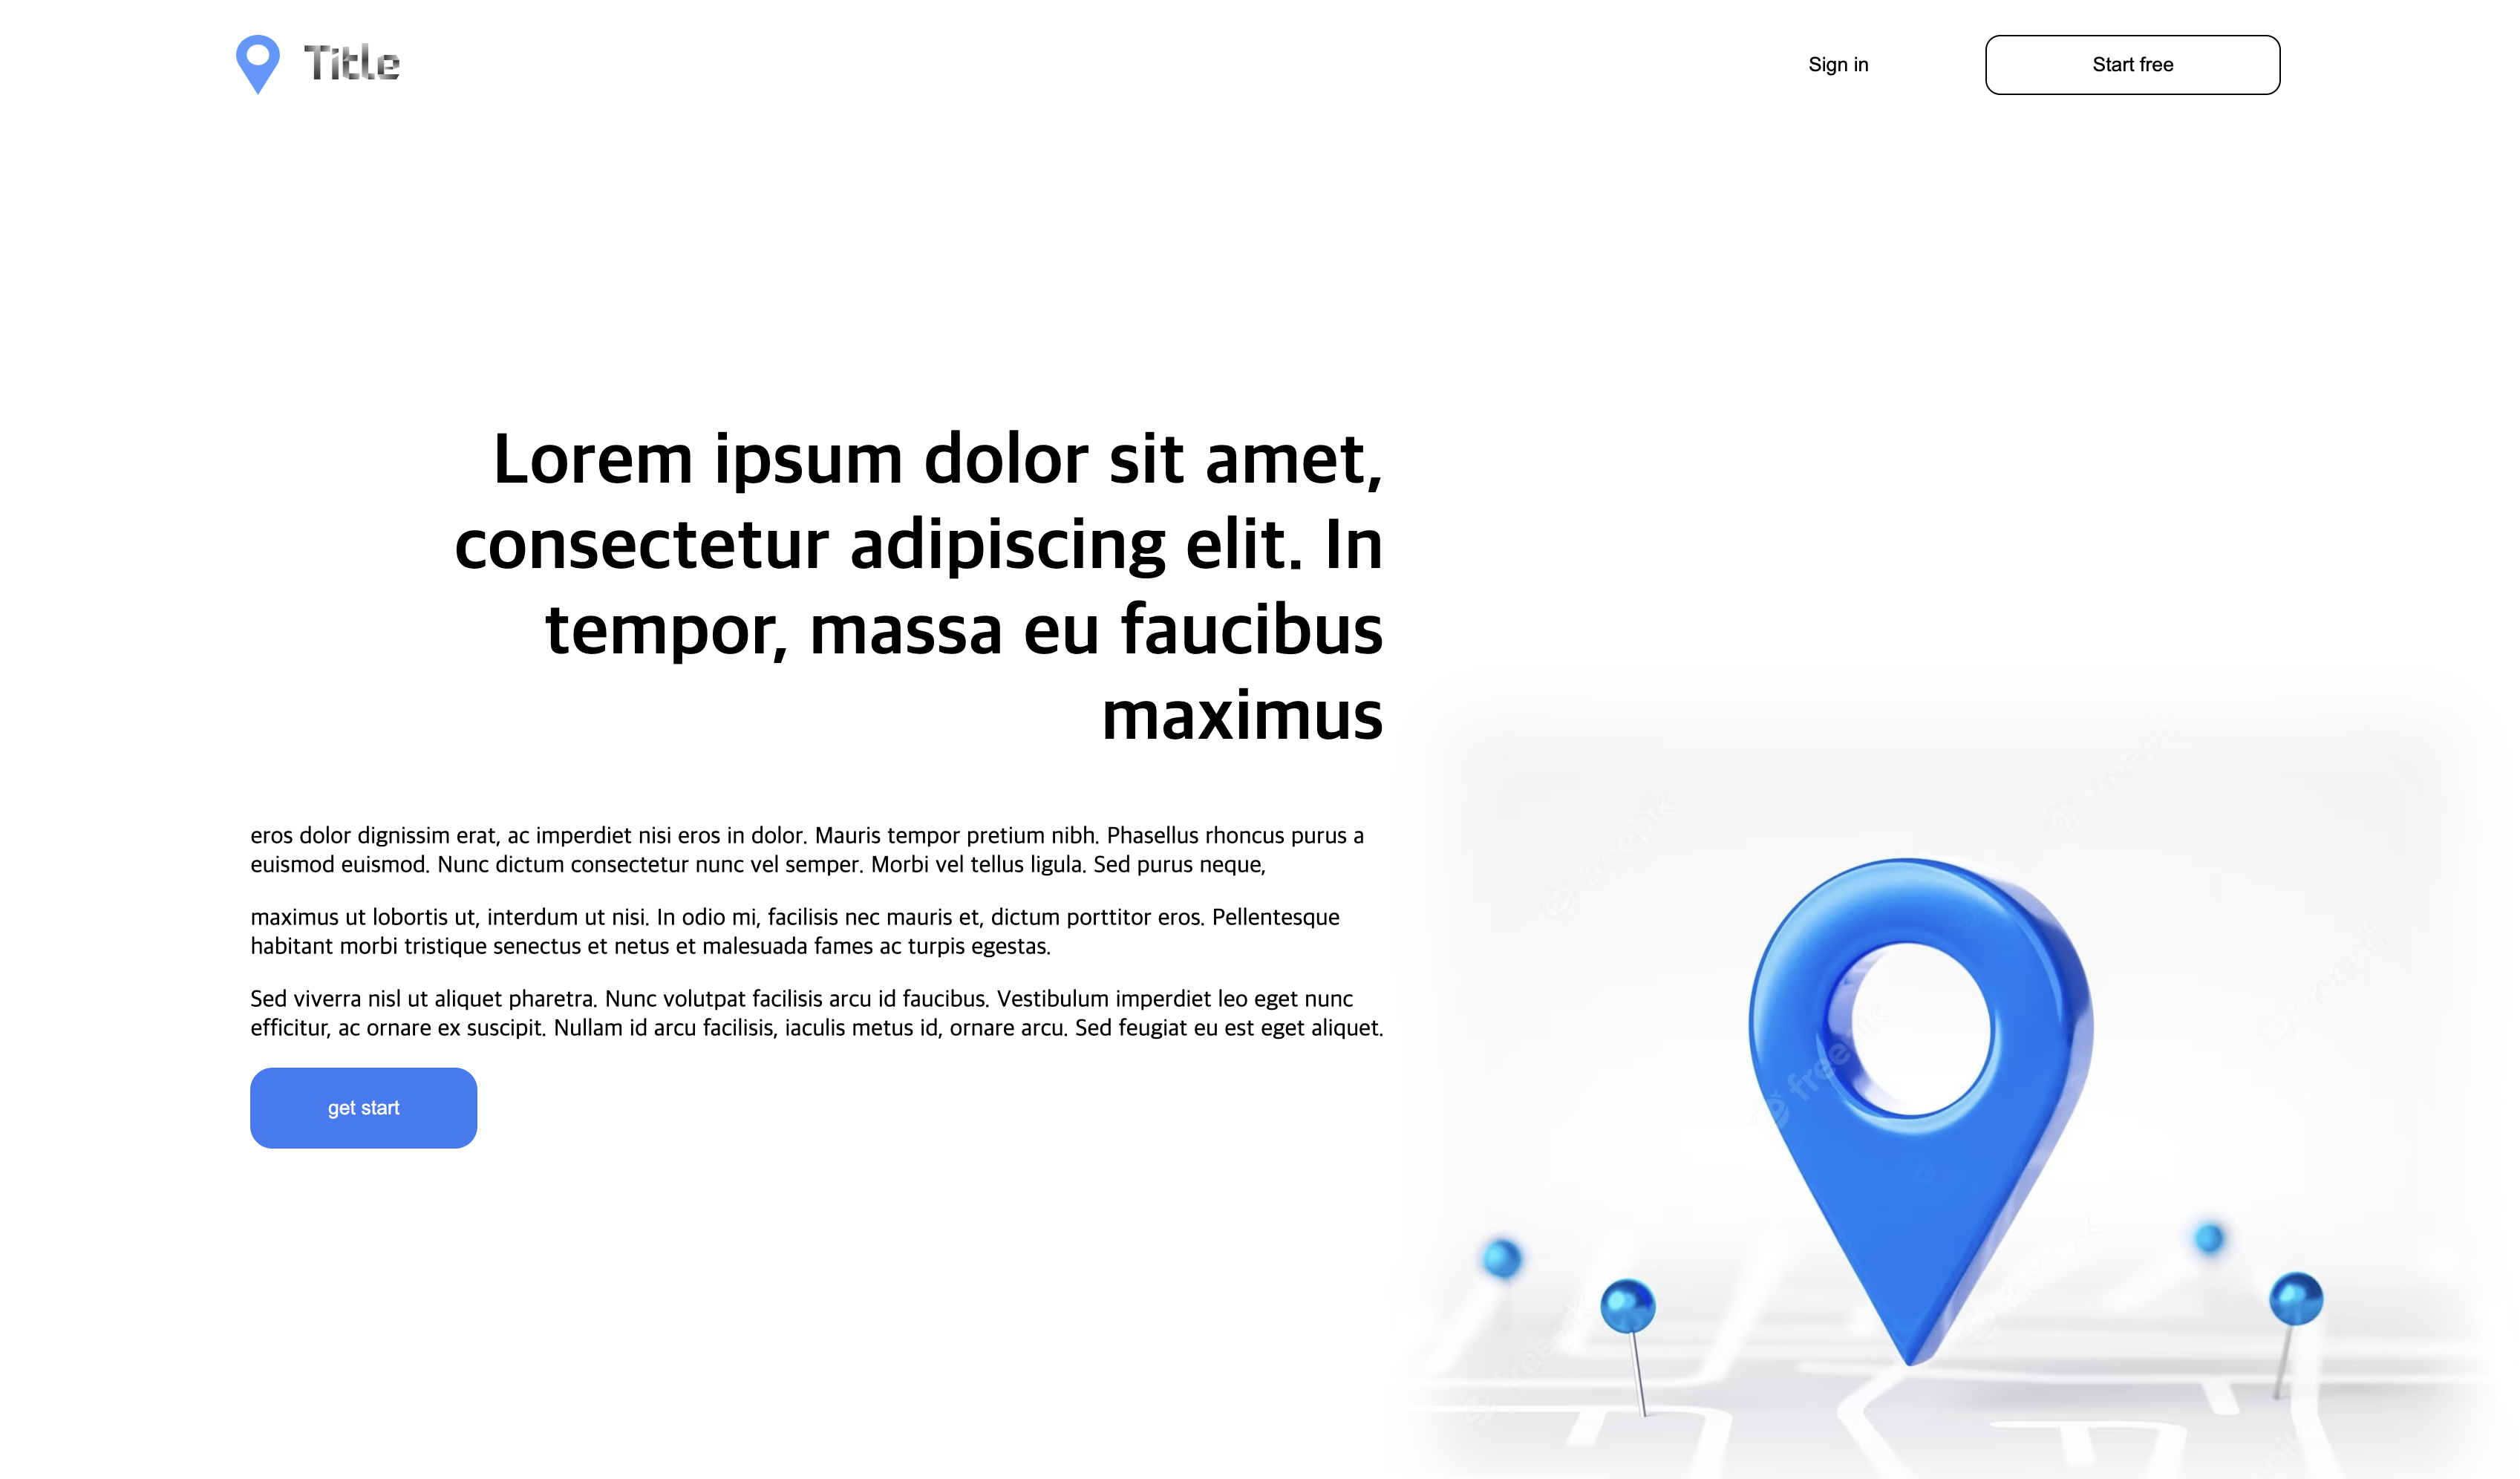 Title
Sign in
Start free
Lorem ipsum dolor sit amet,
consectetur adipiscing elit. In
tempor, massa eu faucibus
maximus
eros dolor dignissim erat, ac imperdiet nisi eros in dolor. Mauris tempor pretium nibh. Phasellus rhoncus purus a
euismod euismod. Nunc dictum consectetur nunc vel semper. Morbi vel tellus ligula. Sed purus neque,
maximus ut lobortis ut, interdum ut nisi. In odio mi, facilisis nec mauris et, dictum porttitor eros. Pellentesque
habitant morbi tristique senectus et netus et malesuada fames ac turpis egestas.
Sed viverra nisl ut aliquet pharetra. Nunc volutpat facilisis arcu id faucibus. Vestibulum imperdiet leo eget nunc
efficitur, ac ornare ex suscipit. Nullam id arcu facilisis, iaculis metus id, ornare arcu. Sed feugiat eu est eget aliquet.
get start
freepik
freepik
freepik
freepik
freepik
freepik